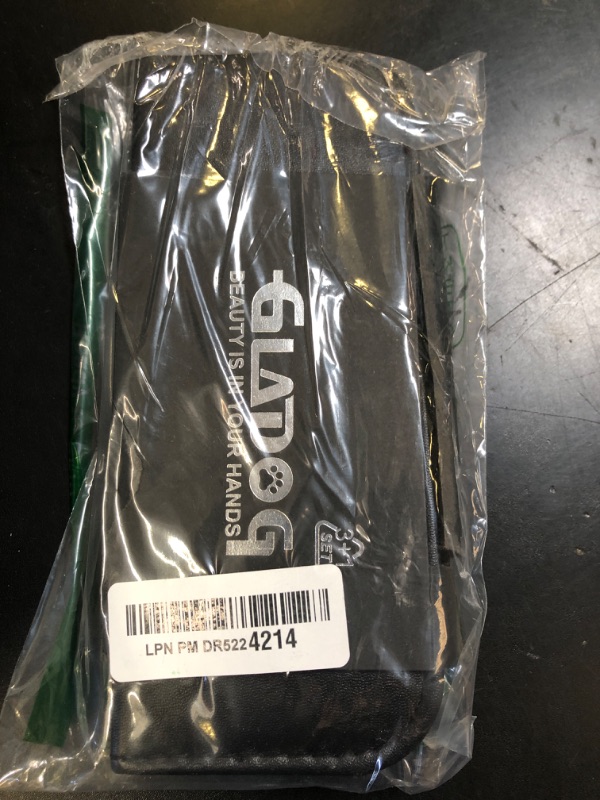 GLADOG
BEAUTY IS IN YOUR HANDS
3+1
SET
LPN PM DR5224214